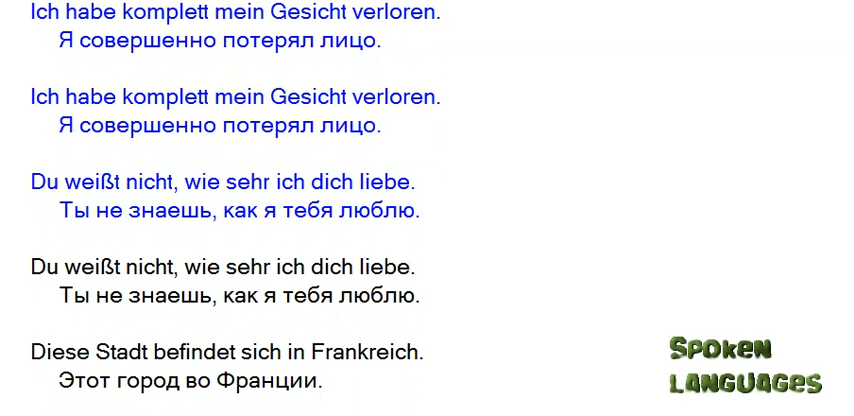 Ich habe komplett mein Gesicht verloren.
Я совершенно потерял лицо.
Ich habe komplett mein Gesicht verloren.
Я совершенно потерял лицо.
Du weißt nicht, wie sehr ich dich liebe.
Ты не знаешь, как я тебя люблю.
Du weißt nicht, wie sehr ich dich liebe.
Ты не знаешь, как я тебя люблю.
Diese Stadt befindet sich in Frankreich.
Этот город во Франции.
SPOKEN
LANGUAGES